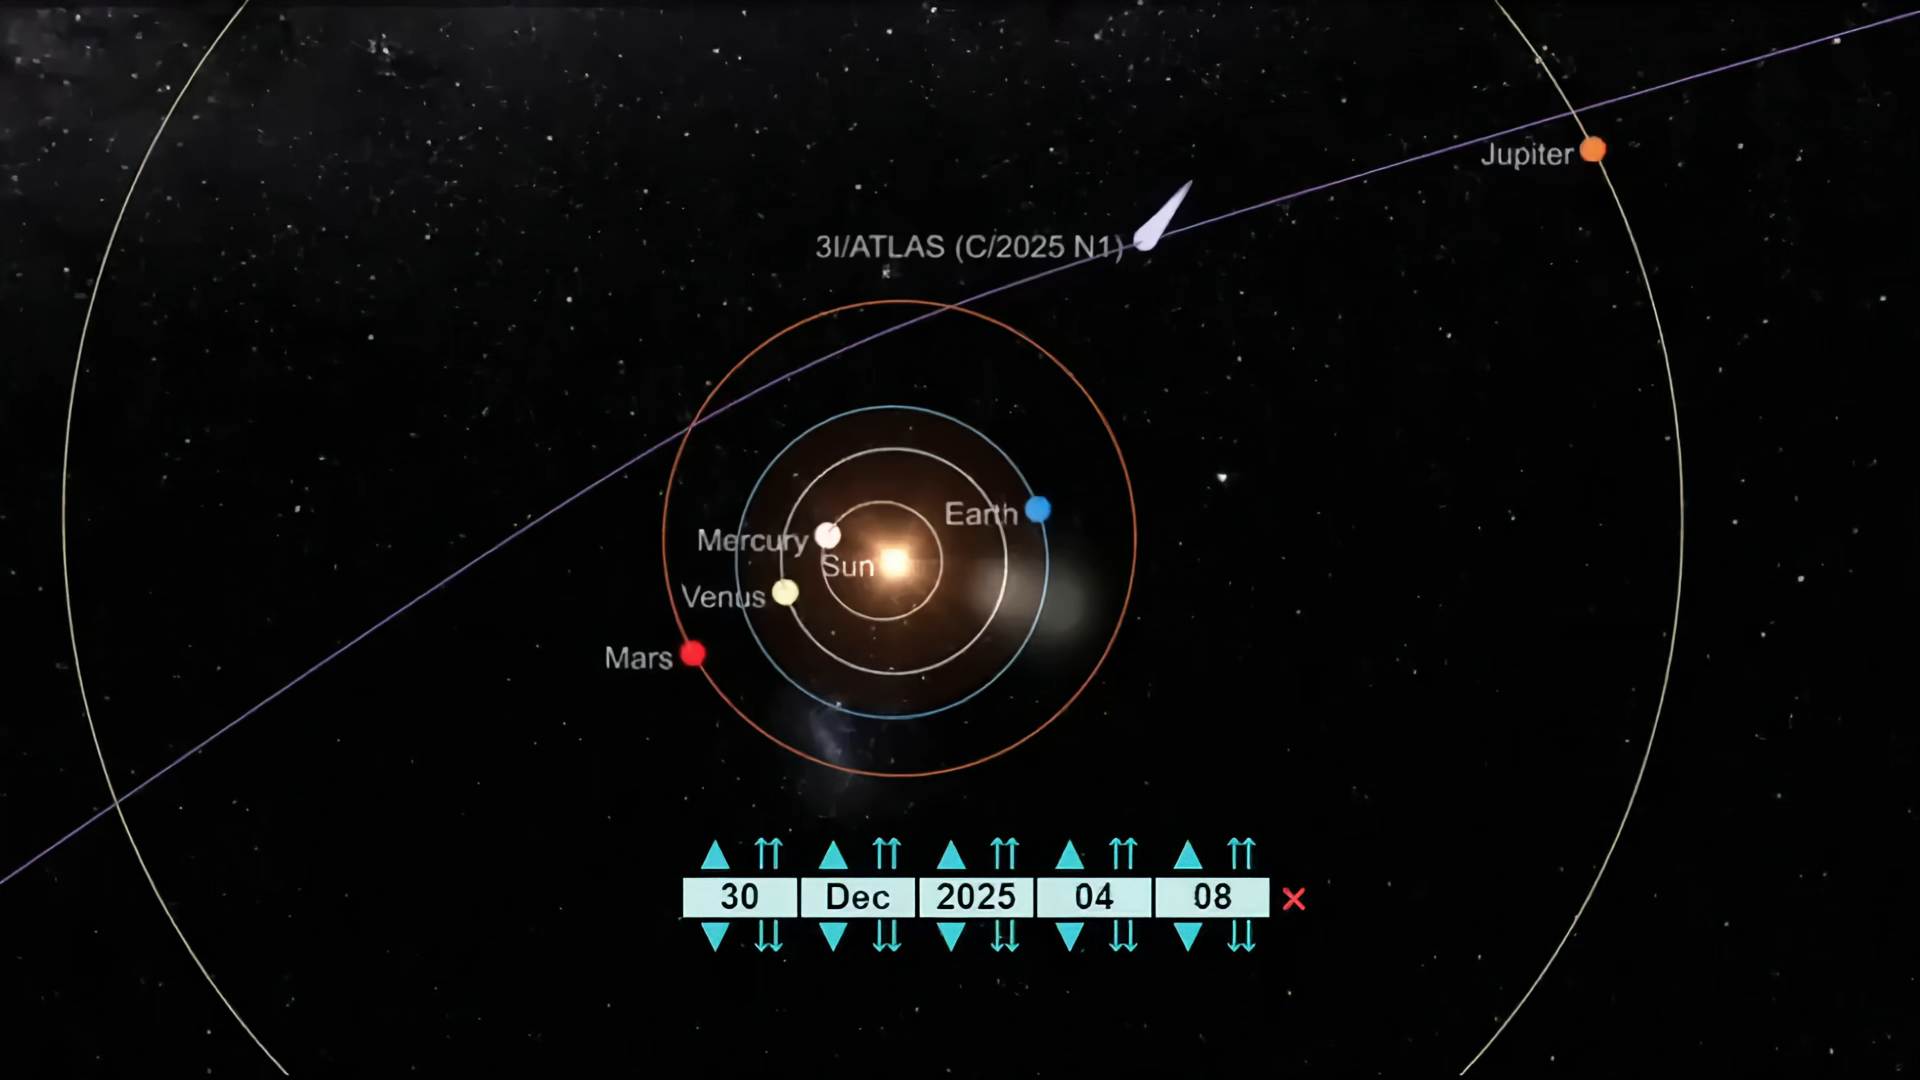 Jupiter
3I/ATLAS (C/2025 N1)
Earth
Mercury
Sun
Venus
Mars
30 Dec 2025 04 08